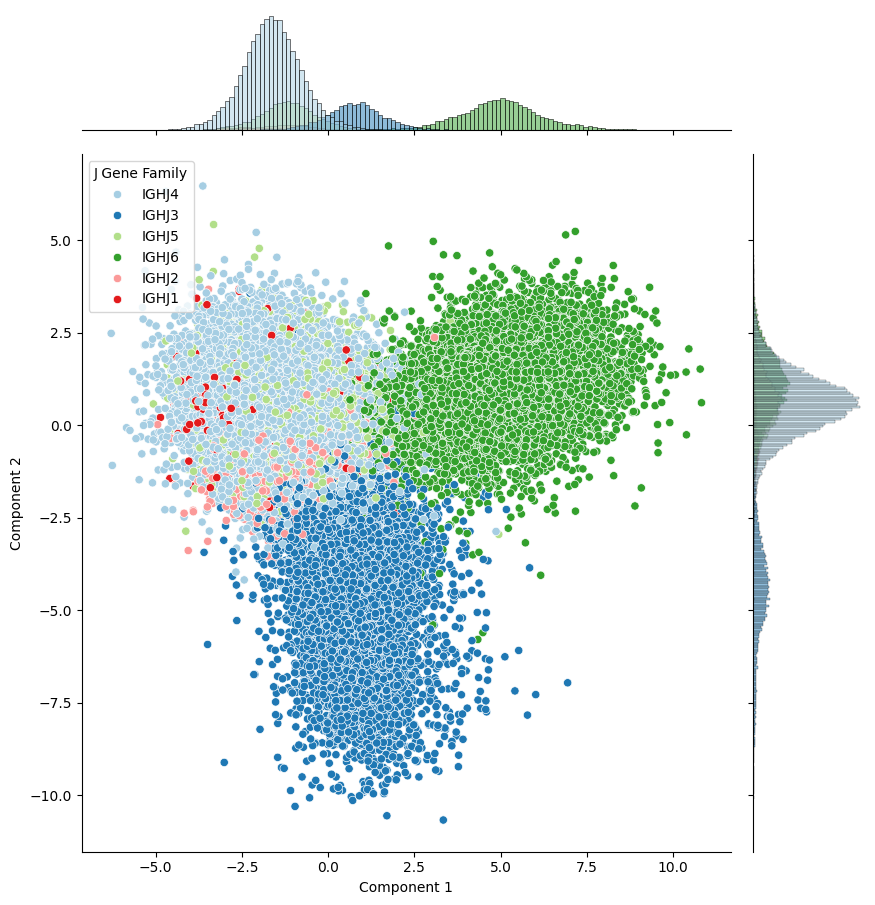 J Gene Family
IGHJ4
IGHJ3
IGHJ5
IGHJ6
IGHJ2
IGHJ1
5.0
2.5
0.0
−2.5
−5.0
−7.5
−10.0
Component 2
−5.0 −2.5 0.0 2.5 5.0 7.5 10.0
Component 1